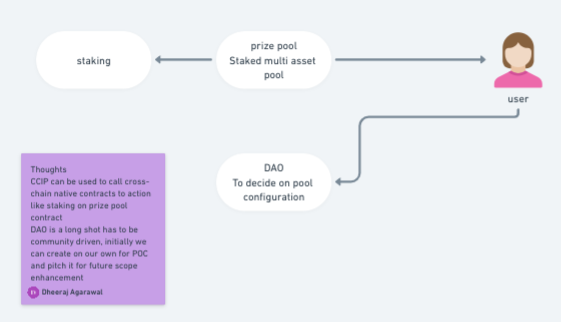 staking
prize pool
Staked multi asset
pool
user
DAO
To decide on pool
configuration
Thoughts
CCIP can be used to call cross-
chain native contracts to action
like staking on prize pool
contract
DAO is a long shot has to be
community driven, initially we
can create on our own for POC
and pitch it for future scope
enhancement
Dheeraj Agarawal